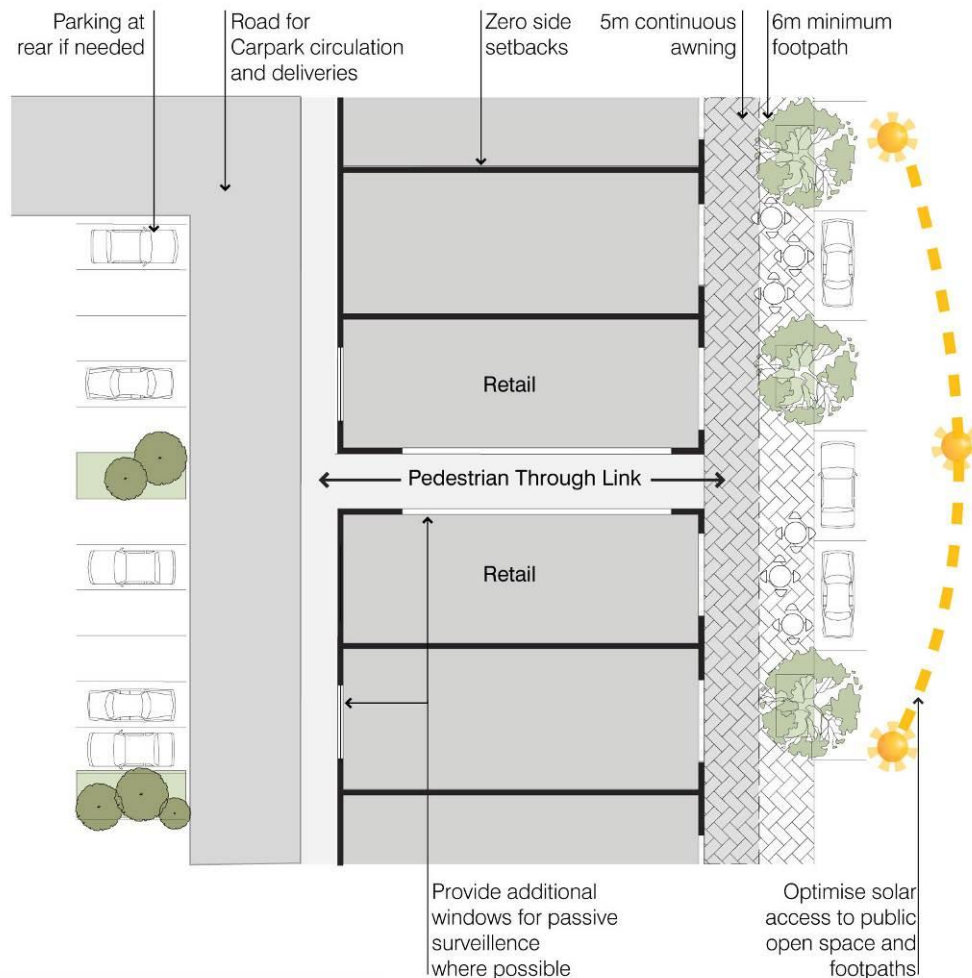 Parking at
rear if needed
Road for
Carpark circulation
and deliveries
Zero side
setbacks
5m continuous
awning
6m minimum
footpath
Retail
Pedestrian Through Link
Retail
Provide additional
windows for passive
surveillence
where possible
Optimise solar
access to public
open space and
footpaths